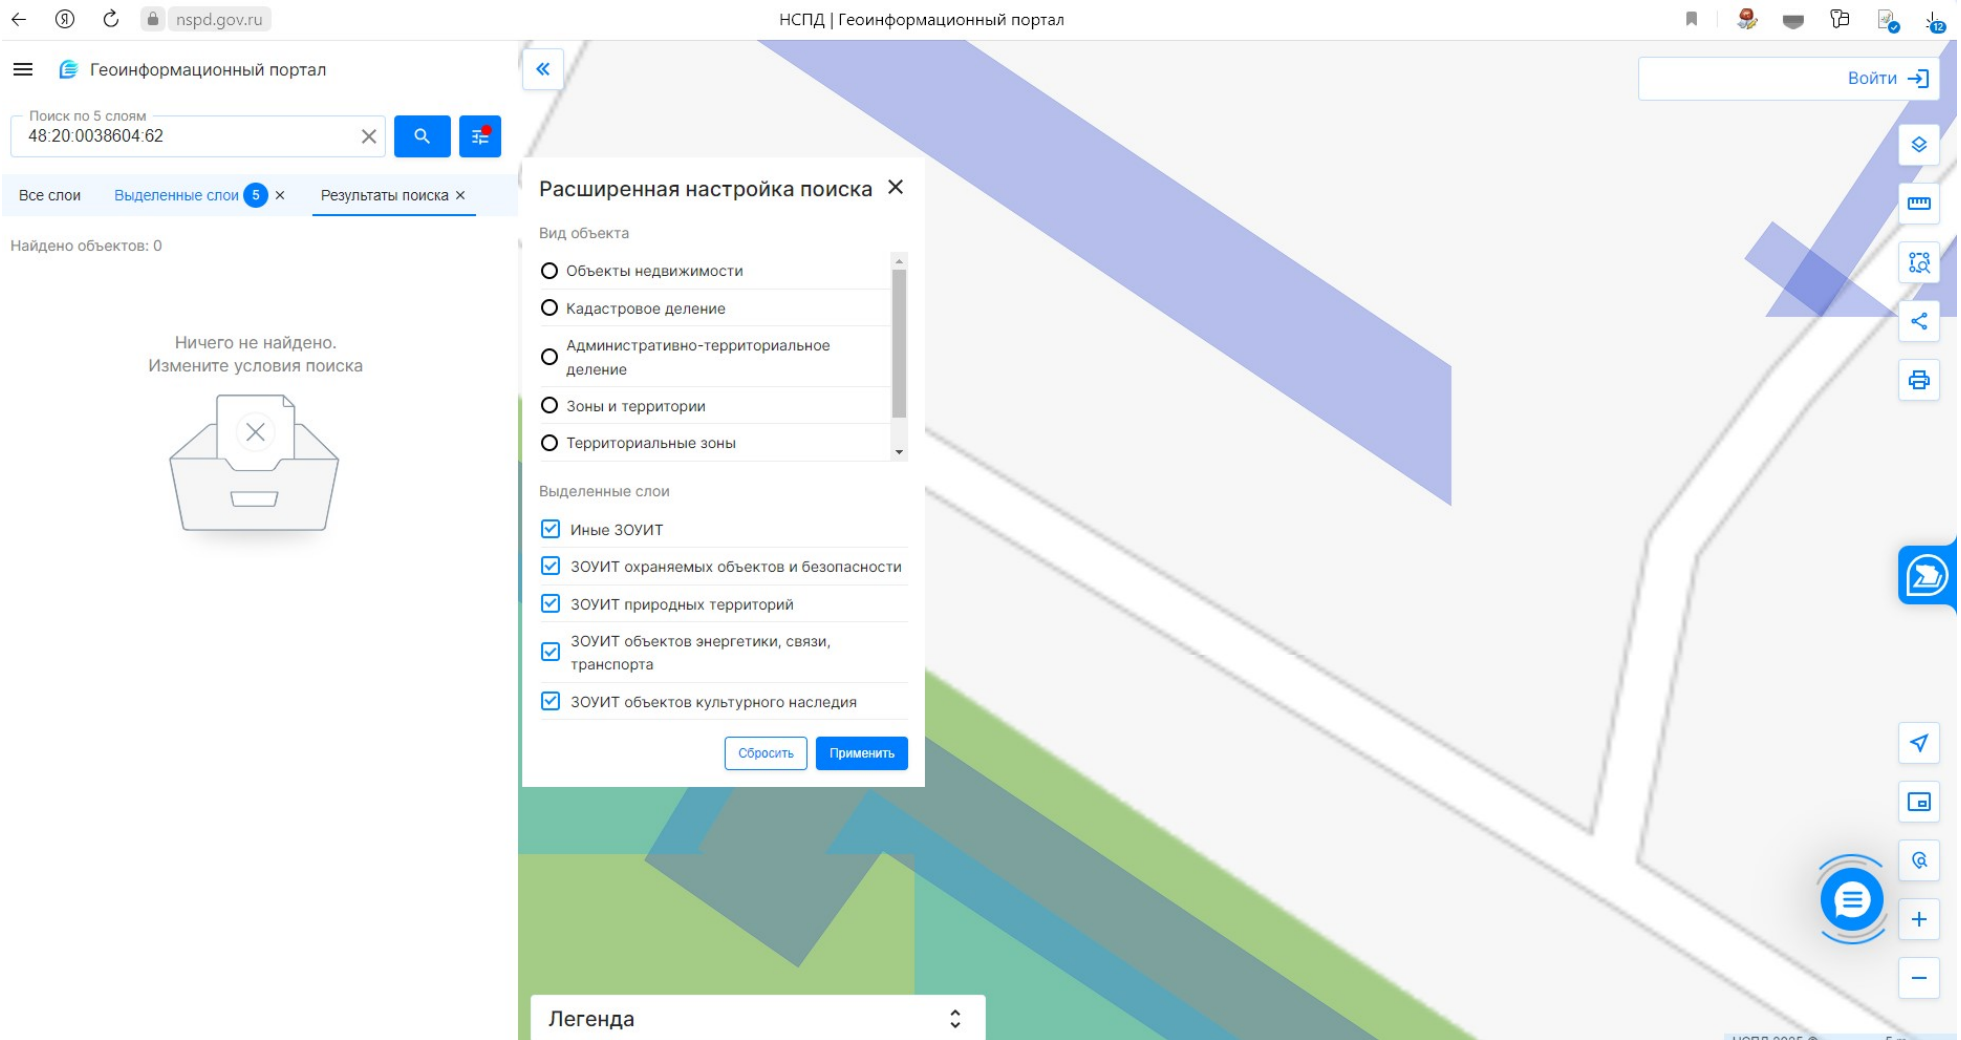 nspd.gov.ru
НСПД | Геоинформационный портал
12
Геоинформационный портал
Войти
Поиск по 5 слоям
48:20:0038604:62
Все слои
Выделенные слои 5
Результаты поиска
Найдено объектов: 0
Ничего не найдено.
Измените условия поиска
Расширенная настройка поиска
Вид объекта
Объекты недвижимости
Кадастровое деление
Административно-территориальное
деление
Зоны и территории
Территориальные зоны
Выделенные слои
Иные ЗОУИТ
ЗОУИТ охраняемых объектов и безопасности
ЗОУИТ природных территорий
ЗОУИТ объектов энергетики, связи,
транспорта
ЗОУИТ объектов культурного наследия
Сбросить
Применить
Легенда